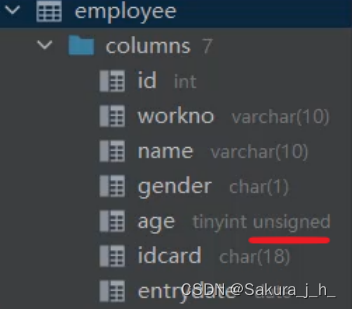 employee
columns 7
id int
workno varchar(10)
name varchar(10)
gender char(1)
age tinyint unsigned
idcard char(18)
entrydate
CSDN @Sakura_j_h_